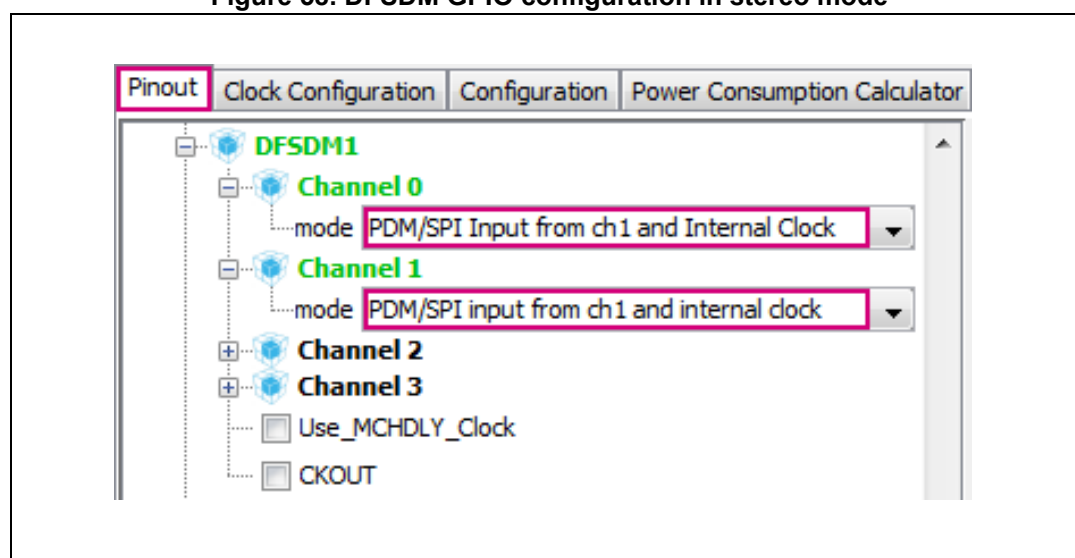 DFSDM GPIO configuration in stereo mode
Pinout Clock Configuration Configuration Power Consumption Calculator
DFSDM1
Channel 0
mode PDM/SPI Input from ch1 and Internal Clock
Channel 1
mode PDM/SPI input from ch1 and internal clock
Channel 2
Channel 3
Use_MCHDLY_Clock
CKOUT